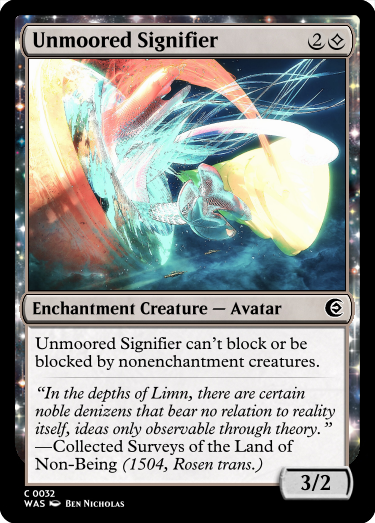 Unmoored Signifier 2
Enchantment Creature — Avatar
Unmoored Signifier can't block or be
blocked by nonenchantment creatures.
“In the depths of Limn, there are certain
noble denizens that bear no relation to reality
itself, ideas only observable through theory.”
—Collected Surveys of the Land of
Non-Being (1504, Rosen trans.)
3/2
C 0032
WAS BEN NICHOLAS